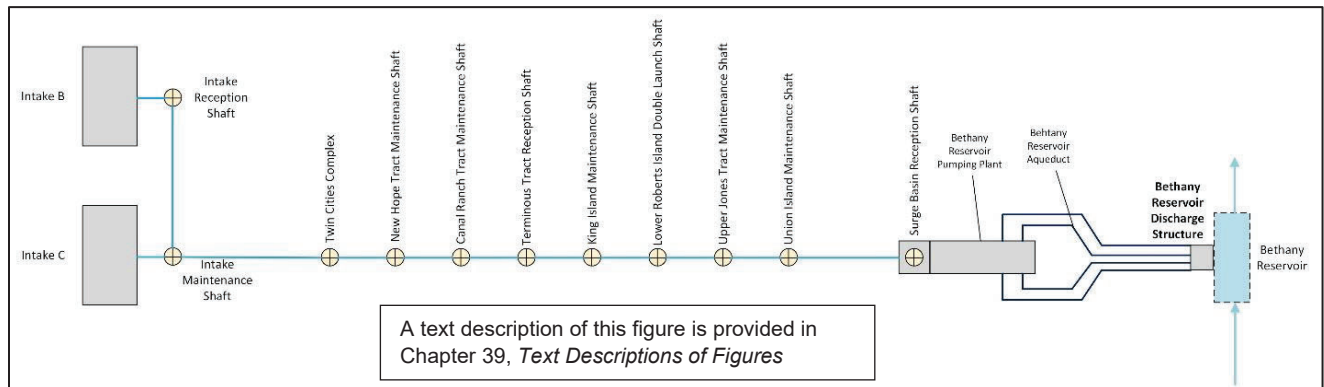 Intake B
Intake
Reception
Shaft
Intake C
Intake
Maintenance
Shaft
Twin Cities Complex
New Hope Tract Maintenance Shaft
Canal Ranch Tract Maintenance Shaft
Terminous Tract Reception Shaft
King Island Maintenance Shaft
Lower Roberts Island Double Launch Shaft
Upper Jones Tract Maintenance Shaft
Union Island Maintenance Shaft
Surge Basin Reception Shaft
Bethany
Reservoir
Pumping Plant
Behtany
Reservoir
Aqueduct
Bethany
Reservoir
Discharge
Structure
Bethany
Reservoir
A text description of this figure is provided in
Chapter 39, Text Descriptions of Figures